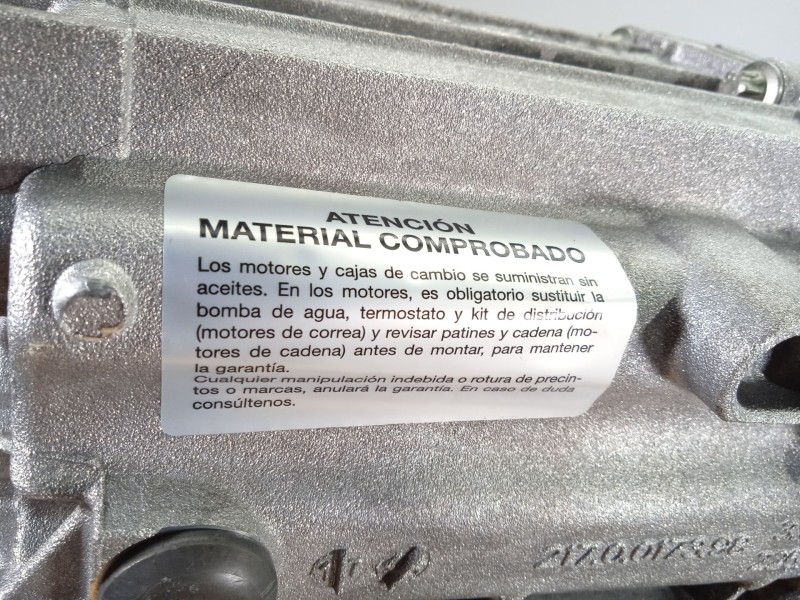 ATENCIÓN
MATERIAL COMPROBADO
Los motores y cajas de cambio se suministran sin
aceites. En los motores, es obligatorio sustituir la
bomba de agua, termostato y kit de distribución
(motores de correa) y revisar patines y cadena (mo-
tores de cadena) antes de montar, para mantener
la garantía.
Cualquier manipulación indebida o rotura de precin-
tos o marcas, anulará la garantía. En caso de duda
consúltenos.